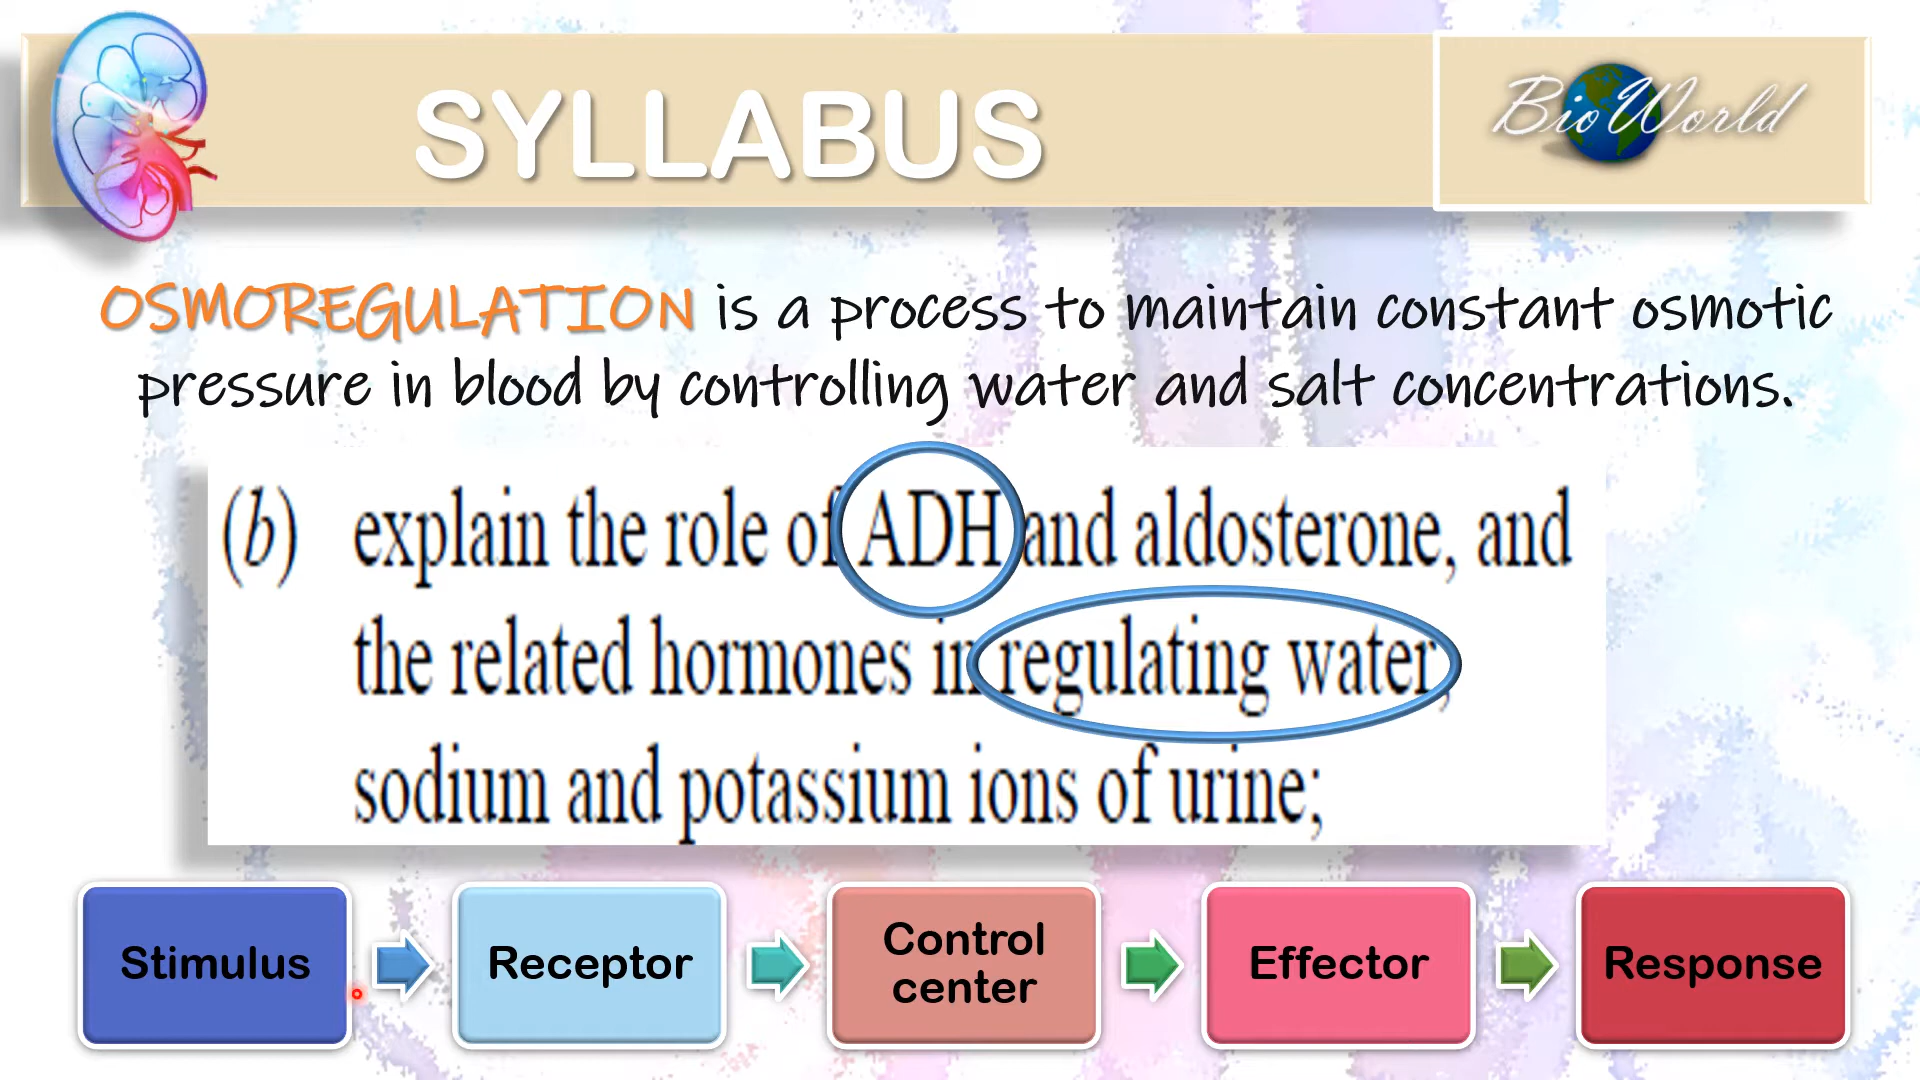 SYLLABUS
BioWorld
OSMOREGULATION is a process to maintain constant osmotic
pressure in blood by controlling water and salt concentrations.
(b) explain the role of ADH and aldosterone, and
the related hormones in regulating water,
sodium and potassium ions of urine;
Stimulus
Receptor
Control
center
Effector
Response